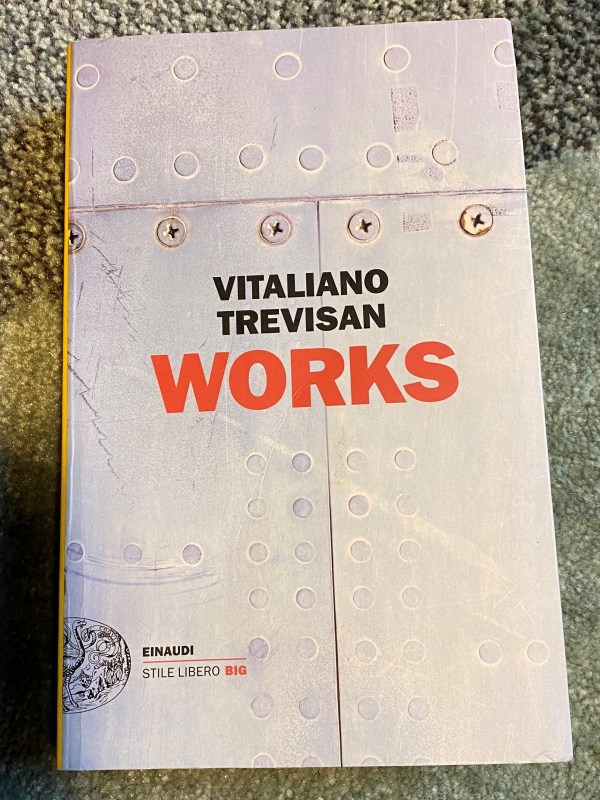 VITALIANO
TREVISAN
WORKS
EINAUDI
STILE LIBERO BIG